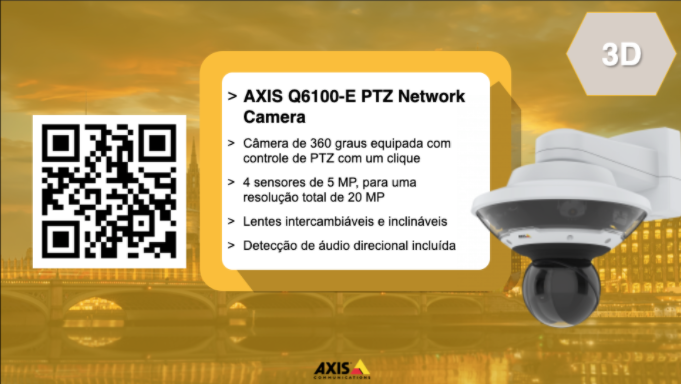 3D
> AXIS Q6100-E PTZ Network
Camera
> Câmera de 360 graus equipada com
controle de PTZ com um clique
> 4 sensores de 5 MP, para uma
resolução total de 20 MP
> Lentes intercambiáveis e inclináveis
> Detecção de áudio direcional incluída
AXIS
COMMUNICATIONS